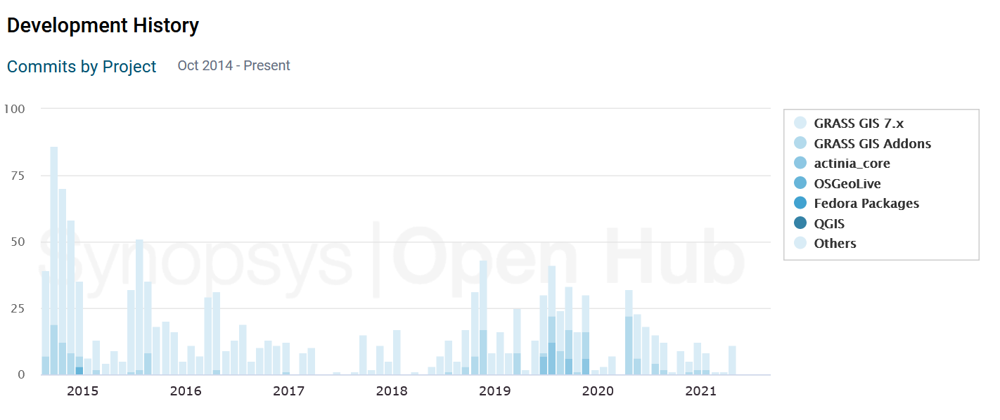 Development History
Commits by Project Oct 2014 - Present
100
75
50
25
0
Synopsys | Open Hub
2015 2016 2017 2018 2019 2020 2021
GRASS GIS 7.x
GRASS GIS Addons
actinia_core
OSGeoLive
Fedora Packages
QGIS
Others